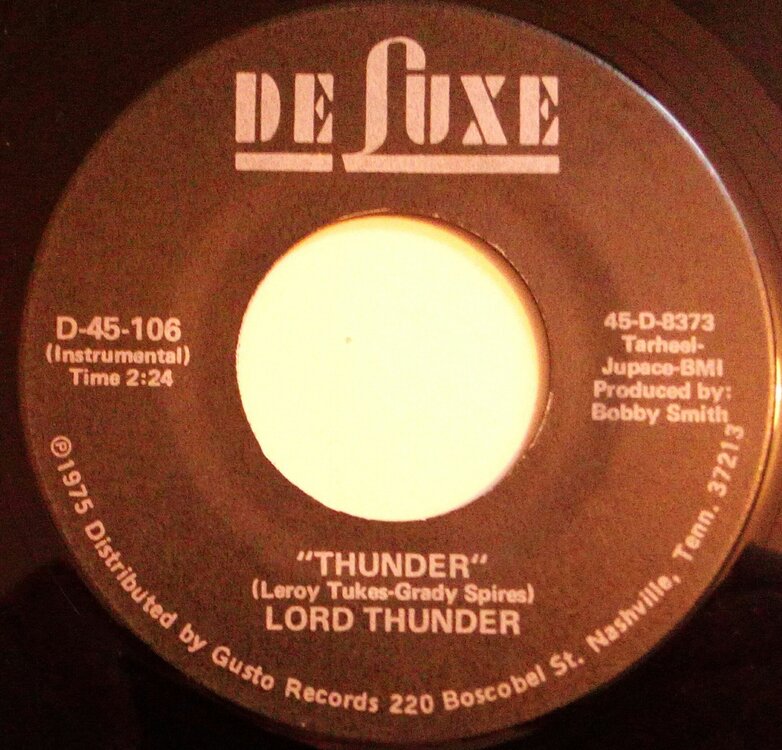 DE LUXE
D-45-106
(Instrumental)
Time 2:24
45-D-8373
Tarheel-
Jupace-BMI
Produced by:
Bobby Smith
"THUNDER"
(Leroy Tukes-Grady Spires)
LORD THUNDER
℗1975 Distributed by Gusto Records 220 Boscobel St. Nashville, Tenn. 37213